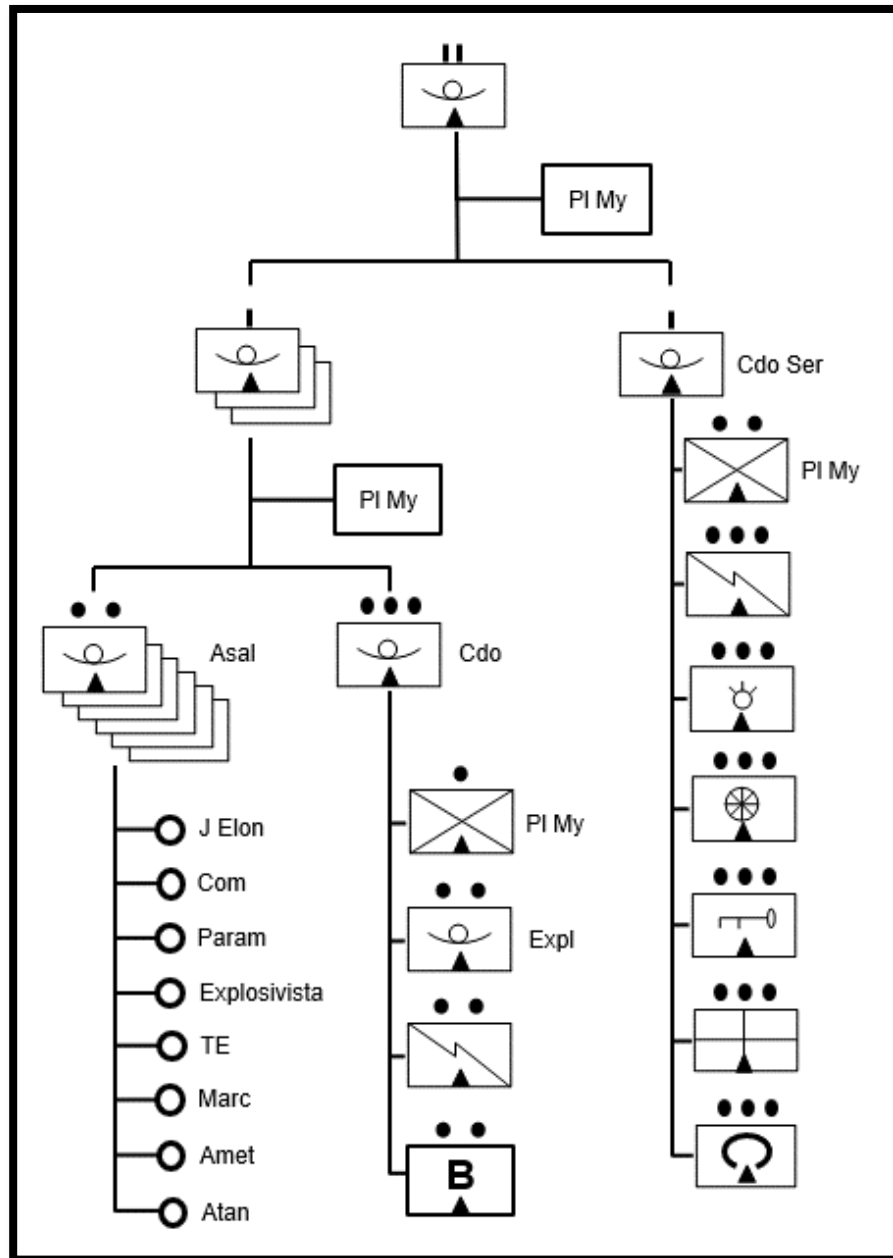 Pl My
Cdo Ser
Pl My
Pl My
Asal
Cdo
J Elon
Pl My
Com
Param
Expl
Explosivista
TE
Marc
Amet
B
Atan